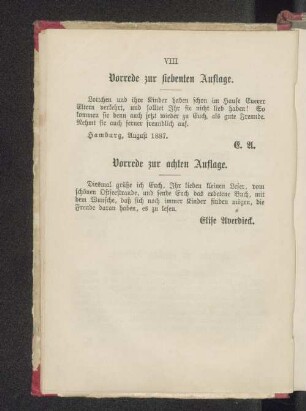 VIII
Vorrede zur siebenten Auflage.
Lottchen und ihre Kinder haben schon im Hause Eurer
Eltern verkehrt, und solltet Ihr sie nicht lieb haben? So
kommen sie denn auch jetzt wieder zu Euch, als gute Freunde.
Nehmt sie auch ferner freundlich auf.
Hamburg, August 1887.
E. A.
Vorrede zur achten Auflage.
Diesmal grüße ich Euch, Ihr lieben kleinen Leser, vom
schönen Ostseestrande, und sende Euch das erbetene Buch, mit
dem Wunsche, daß sich noch immer Kinder finden mögen, die
Freude daran haben, es zu lesen.
Elise Averdieck.